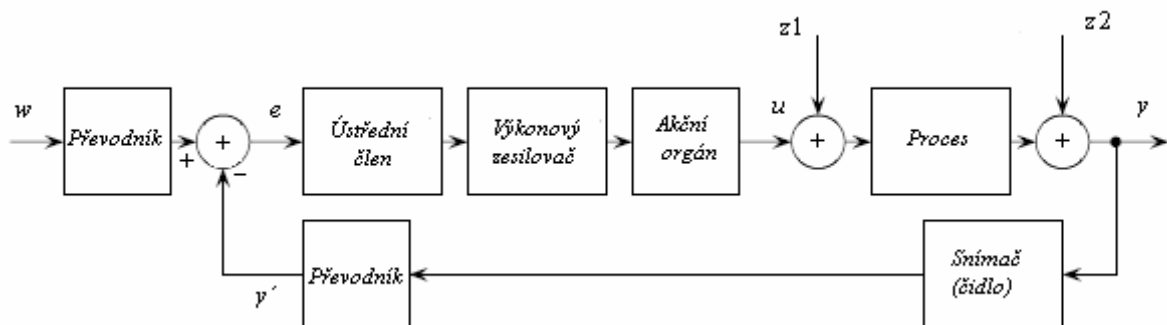 z1
z2
w
Převodník
+
+
−
e
Ústřední
člen
Výkonový
zesilovač
Akční
orgán
u
+
Proces
+
y
y´
Převodník
Snímač
(čidlo)